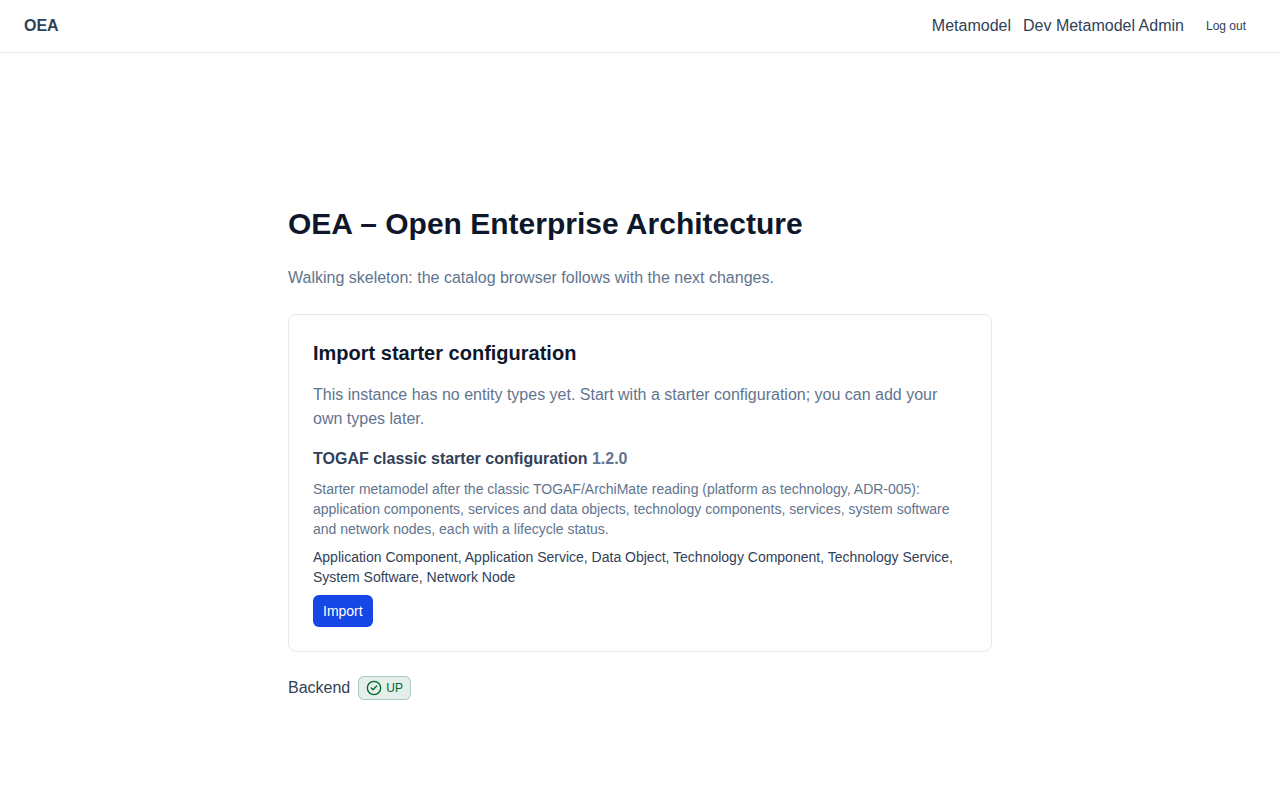 OEA
Metamodel Dev Metamodel Admin Log out
OEA – Open Enterprise Architecture
Walking skeleton: the catalog browser follows with the next changes.
Import starter configuration
This instance has no entity types yet. Start with a starter configuration; you can add your
own types later.
TOGAF classic starter configuration 1.2.0
Starter metamodel after the classic TOGAF/ArchiMate reading (platform as technology, ADR-005):
application components, services and data objects, technology components, services, system software
and network nodes, each with a lifecycle status.
Application Component, Application Service, Data Object, Technology Component, Technology Service,
System Software, Network Node
Import
Backend UP